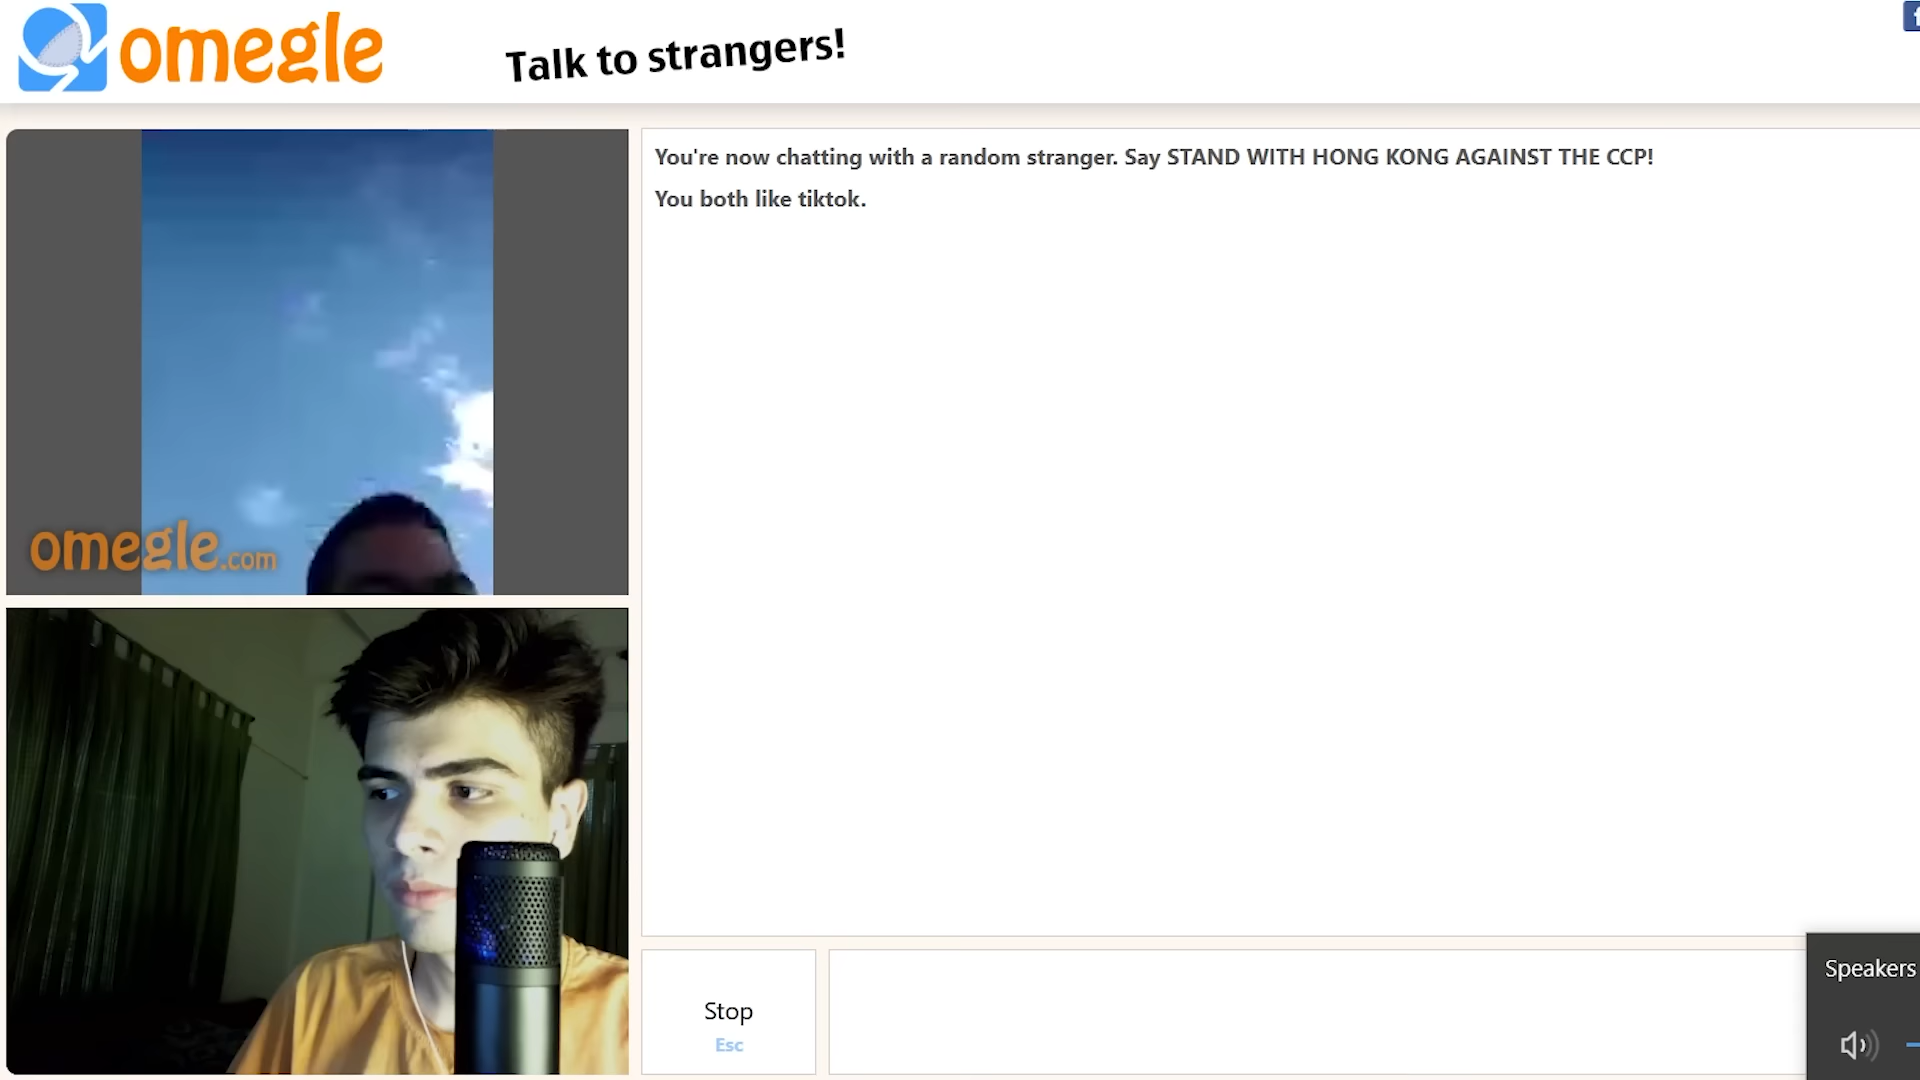 omegle
Talk to strangers!
You're now chatting with a random stranger. Say STAND WITH HONG KONG AGAINST THE CCP!
You both like tiktok.
omegle.com
Stop
Esc
Speakers